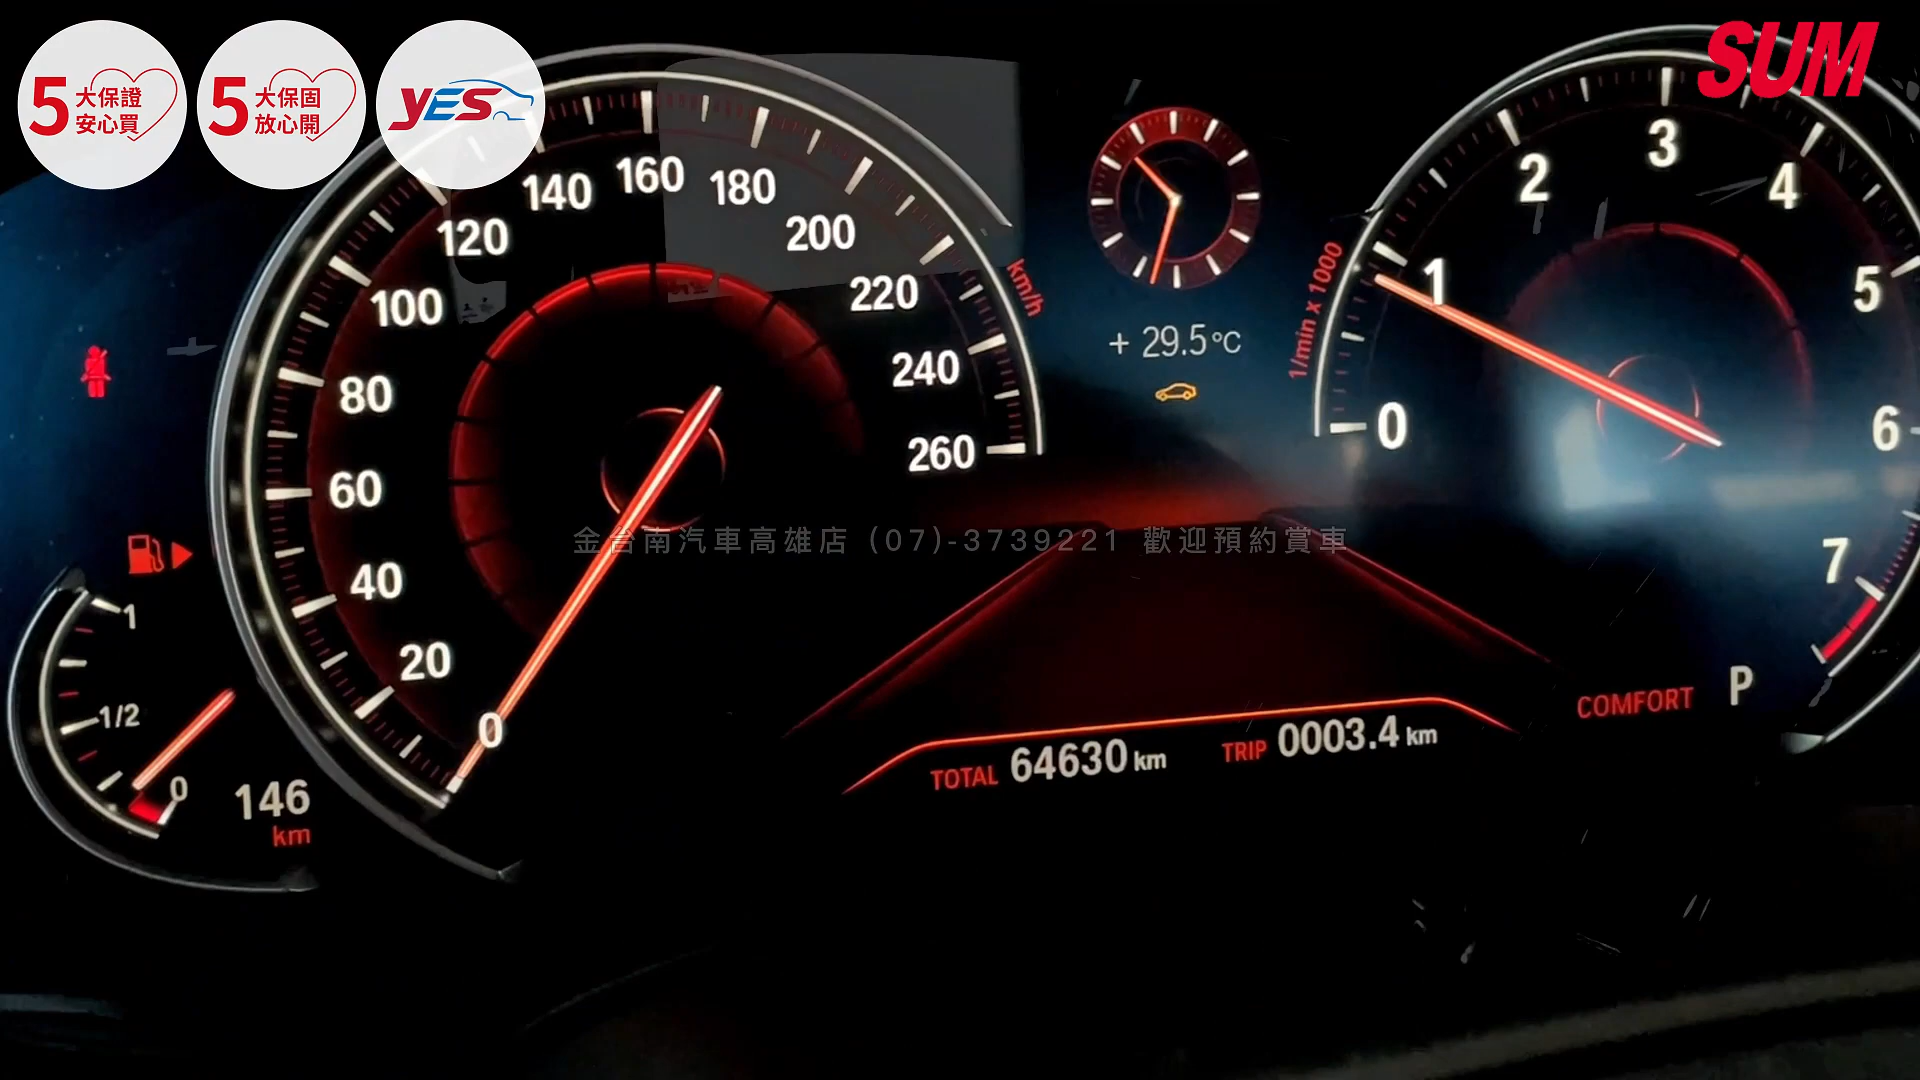 5 大保證
安心買
5 大保固
放心開
YES
SUM
140
160
180
120
200
100
220
km/h
80
240
60
260
40
20
0
+ 29.5°C
1/min x 1000
0
1
2
3
4
5
6
7
金台南汽車高雄店 (07)-3739221 歡迎預約賞車
1
1/2
0
146
km
TOTAL 64630 km TRIP 0003.4 km
COMFORT P